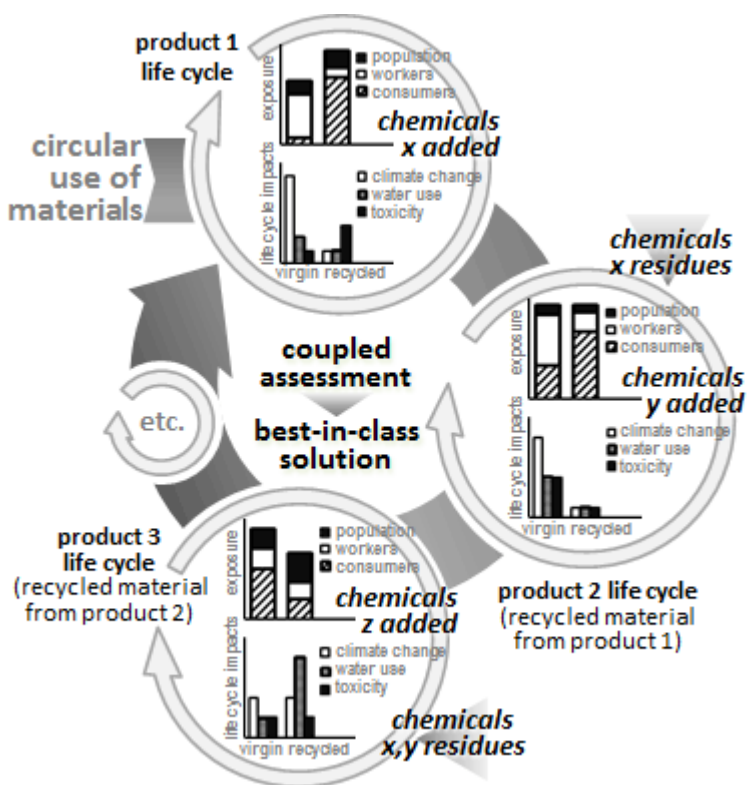 product 1
life cycle
exposure
population
workers
consumers
chemicals
x added
circular
use of
materials
life cycle impacts
climate change
water use
toxicity
virgin recycled
chemicals
x residues
exposure
population
workers
consumers
chemicals
y added
coupled
assessment
best-in-class
solution
etc.
life cycle impacts
climate change
water use
toxicity
virgin recycled
product 3
life cycle
(recycled material
from product 2)
exposure
population
workers
consumers
chemicals
z added
product 2 life cycle
(recycled material
from product 1)
life cycle impacts
climate change
water use
toxicity
virgin recycled
chemicals
x,y residues